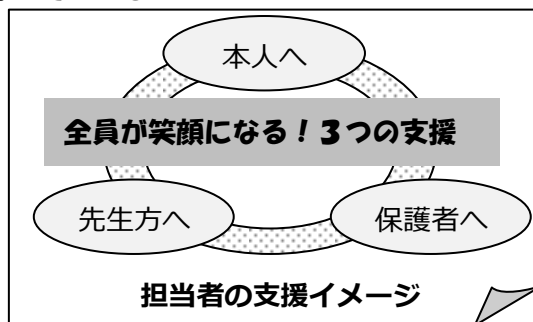 本人へ
全員が笑顔になる！３つの支援
先生方へ
保護者へ
担当者の支援イメージ